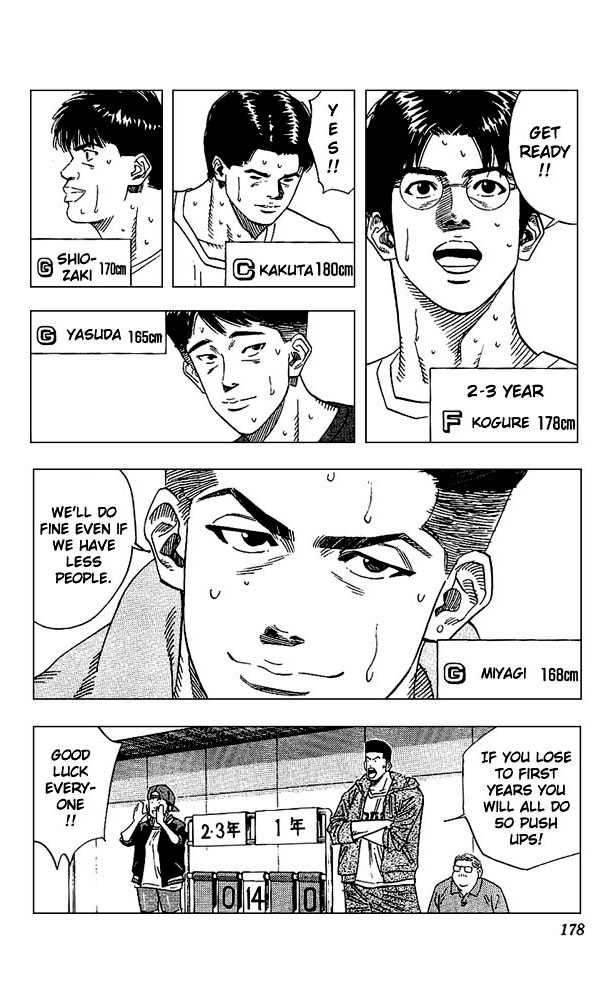 GET
READY
!!
2-3 YEAR
F KOGURE 178cm
Y
E
S
!!
C KAKUTA 180cm
G SHIO-
ZAKI 170cm
G YASUDA 165cm
WE'LL DO
FINE EVEN IF
WE HAVE
LESS
PEOPLE.
G MIYAGI 168cm
IF YOU LOSE
TO FIRST
YEARS YOU
WILL ALL DO
50 PUSH
UPS!
GOOD
LUCK
EVERY-
ONE
!!
2·3年 1年
0 14 0
178